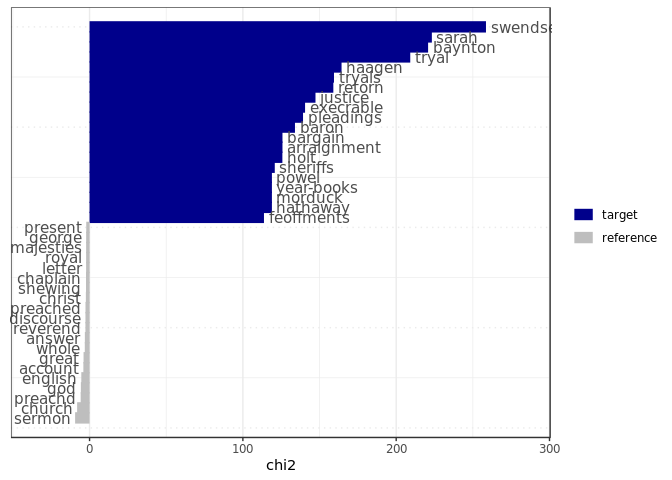 swendse
sarah
baynton
tryal
haagen
tryals
retorn
justice
execrable
pleadings
baron
bargain
arraignment
holt
sheriffs
powel
year-books
morduck
hathaway
feoffments
present
george
majesties
royal
letter
chaplain
shewing
christ
preached
discourse
reverend
answer
whole
great
account
english
god
preachd
church
sermon
0 100 200 300
chi2
target
reference